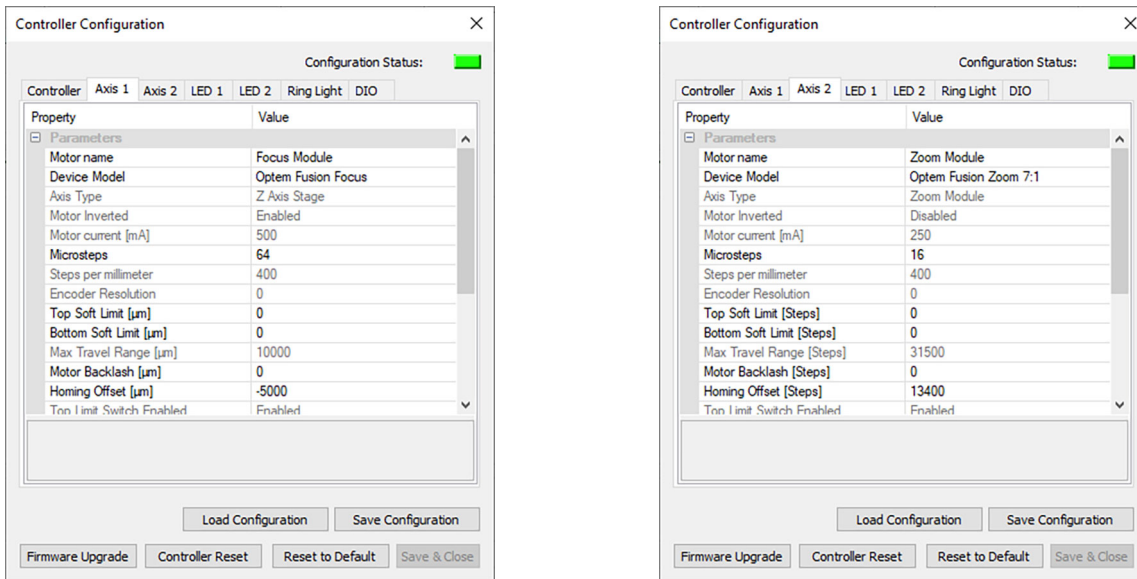 Controller Configuration
Configuration Status:
Controller Axis 1 Axis 2 LED 1 LED 2 Ring Light DIO
Property Value
Parameters
Motor name Focus Module
Device Model Optem Fusion Focus
Axis Type Z Axis Stage
Motor Inverted Enabled
Motor current [mA] 500
Microsteps 64
Steps per millimeter 400
Encoder Resolution 0
Top Soft Limit [µm] 0
Bottom Soft Limit [µm] 0
Max Travel Range [µm] 10000
Motor Backlash [µm] 0
Homing Offset [µm] -5000
Top Limit Switch Enabled Enabled
Load Configuration Save Configuration
Firmware Upgrade Controller Reset Reset to Default Save & Close
Controller Configuration
Configuration Status:
Controller Axis 1 Axis 2 LED 1 LED 2 Ring Light DIO
Property Value
Parameters
Motor name Zoom Module
Device Model Optem Fusion Zoom 7:1
Axis Type Zoom Module
Motor Inverted Disabled
Motor current [mA] 250
Microsteps 16
Steps per millimeter 400
Encoder Resolution 0
Top Soft Limit [Steps] 0
Bottom Soft Limit [Steps] 0
Max Travel Range [Steps] 31500
Motor Backlash [Steps] 0
Homing Offset [Steps] 13400
Top Limit Switch Enabled Enabled
Load Configuration Save Configuration
Firmware Upgrade Controller Reset Reset to Default Save & Close